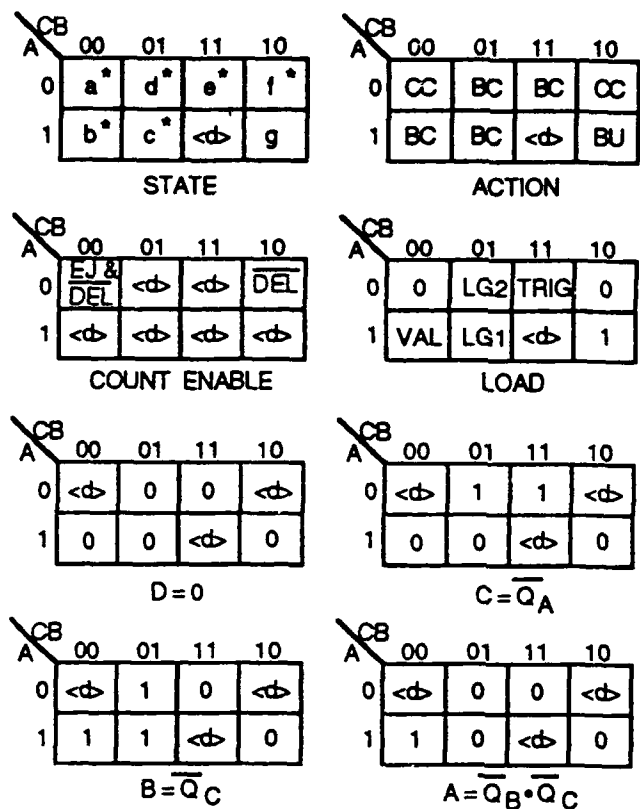 CB CB
A 00 01 11 10 A 00 01 11 10
0 a* d* e* f* 0 CC BC BC CC
1 b* c* <d> g 1 BC BC <d> BU
STATE ACTION
CB CB
A 00 01 11 10 A 00 01 11 10
0 EJ & D̅E̅L̅ <d> <d> D̅E̅L̅ 0 0 LG2 TRIG 0
1 <d> <d> <d> <d> 1 VAL LG1 <d> 1
COUNT ENABLE LOAD
CB CB
A 00 01 11 10 A 00 01 11 10
0 <d> 0 0 <d> 0 <d> 1 1 <d>
1 0 0 <d> 0 1 0 0 <d> 0
D=0 C=Q̅A
CB CB
A 00 01 11 10 A 00 01 11 10
0 <d> 1 0 <d> 0 <d> 0 0 <d>
1 1 1 <d> 0 1 1 0 <d> 0
B=Q̅C A=Q̅B•Q̅C